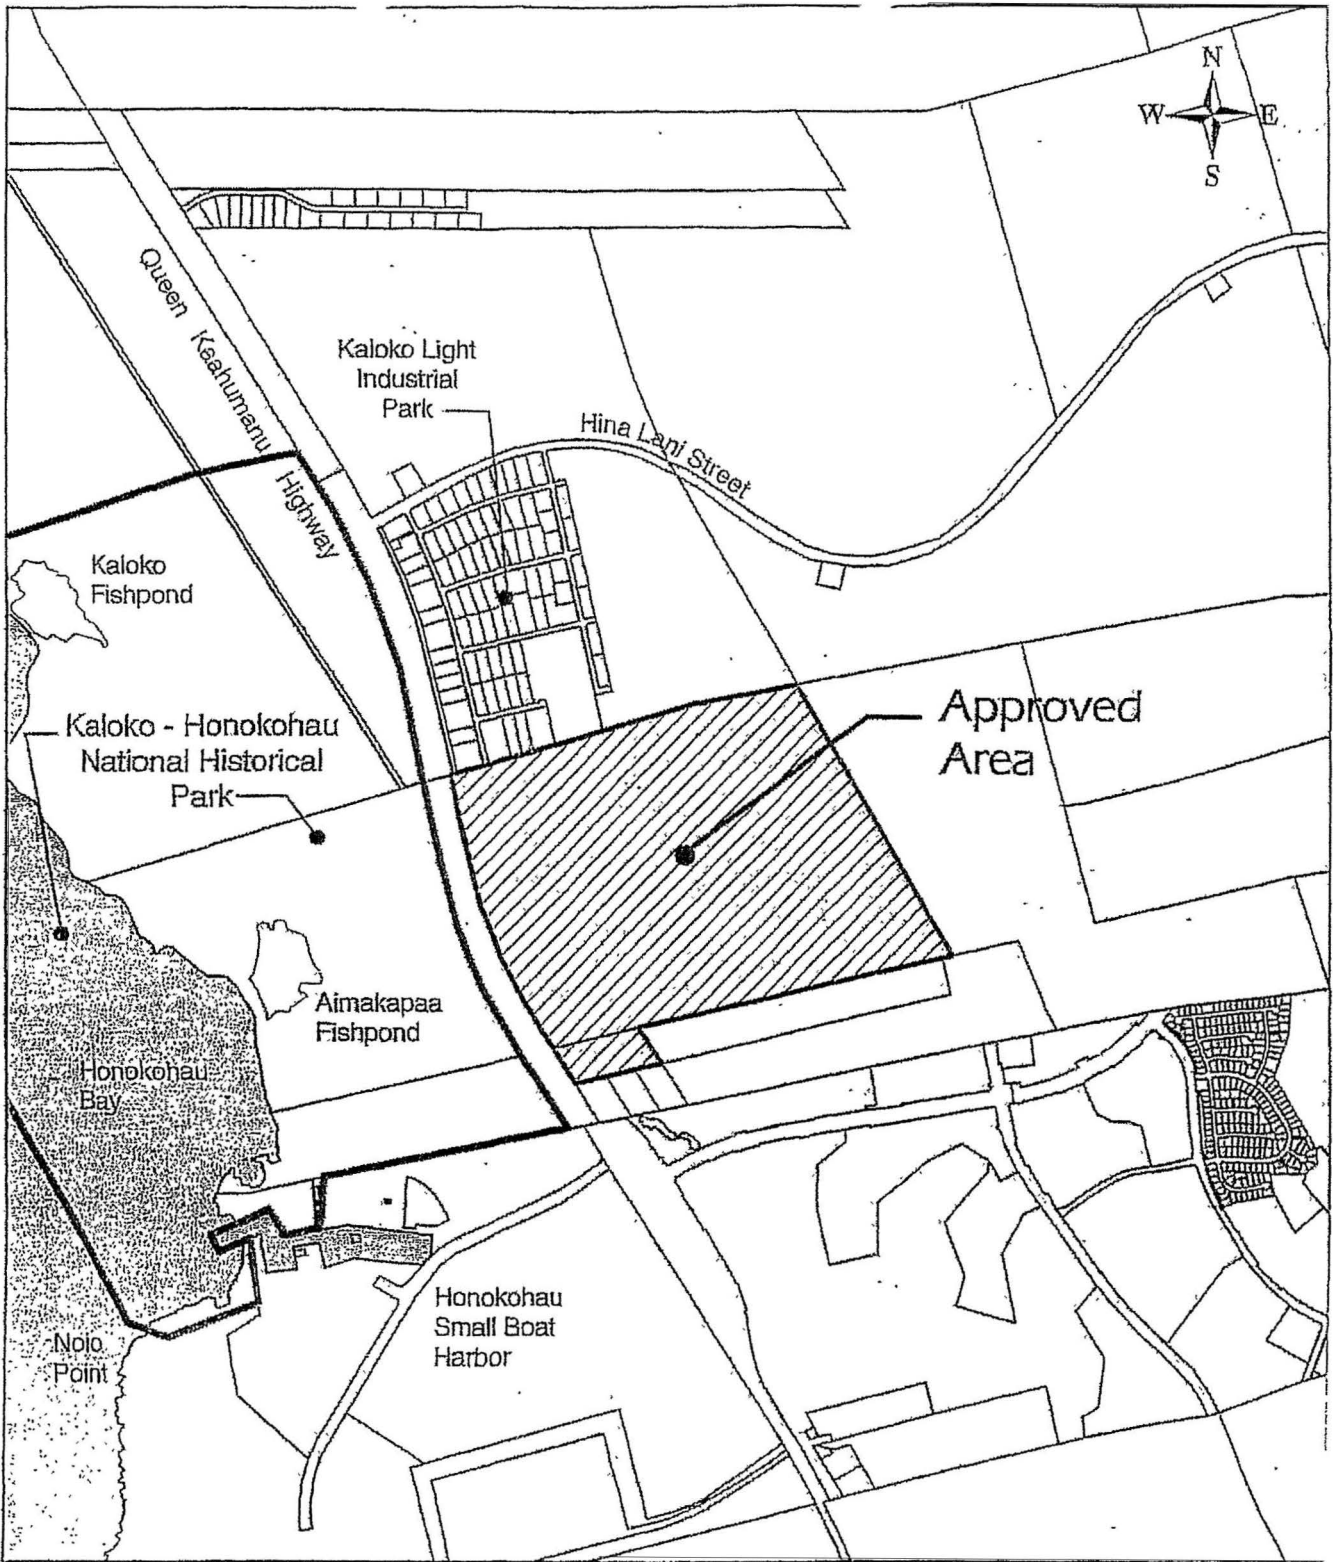 N
W E
S
Queen Kaahumanu
Highway
Kaloko Light
Industrial
Park
Hina Lani Street
Kaloko
Fishpond
Kaloko - Honokohau
National Historical
Park
Approved
Area
Aimakapaa
Fishpond
Honokohau
Bay
Honokohau
Small Boat
Harbor
Noio
Point